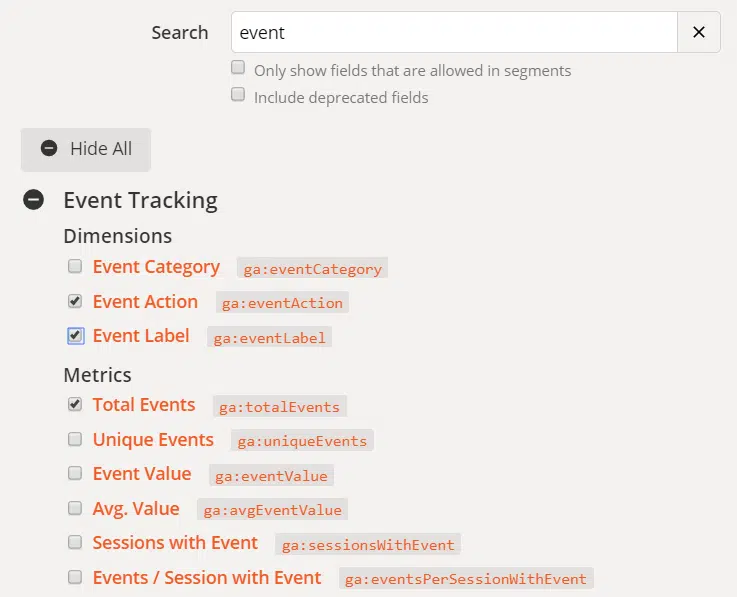 Search event
Only show fields that are allowed in segments
Include deprecated fields
Hide All
Event Tracking
Dimensions
Event Category ga:eventCategory
Event Action ga:eventAction
Event Label ga:eventLabel
Metrics
Total Events ga:totalEvents
Unique Events ga:uniqueEvents
Event Value ga:eventValue
Avg. Value ga:avgEventValue
Sessions with Event ga:sessionsWithEvent
Events / Session with Event ga:eventsPerSessionWithEvent